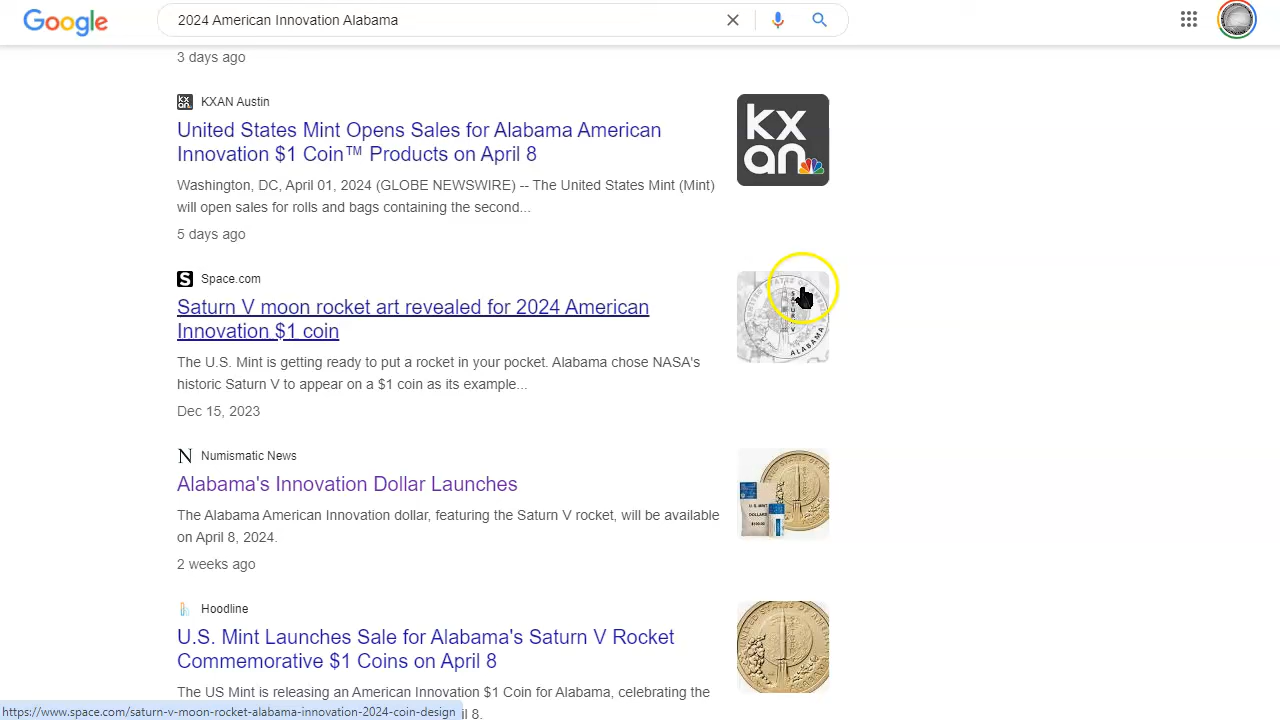 Google
2024 American Innovation Alabama
3 days ago
KXAN Austin
United States Mint Opens Sales for Alabama American
Innovation $1 Coin™ Products on April 8
Washington, DC, April 01, 2024 (GLOBE NEWSWIRE) -- The United States Mint (Mint)
will open sales for rolls and bags containing the second...
5 days ago
kx
an
Space.com
Saturn V moon rocket art revealed for 2024 American
Innovation $1 coin
The U.S. Mint is getting ready to put a rocket in your pocket. Alabama chose NASA's
historic Saturn V to appear on a $1 coin as its example...
Dec 15, 2023
SATURN V
ALABAMA
Numismatic News
Alabama's Innovation Dollar Launches
The Alabama American Innovation dollar, featuring the Saturn V rocket, will be available
on April 8, 2024.
2 weeks ago
U.S. MINT
DOLLARS
Hoodline
U.S. Mint Launches Sale for Alabama's Saturn V Rocket
Commemorative $1 Coins on April 8
The US Mint is releasing an American Innovation $1 Coin for Alabama, celebrating the
il 8.
https://www.space.com/saturn-v-moon-rocket-alabama-innovation-2024-coin-design